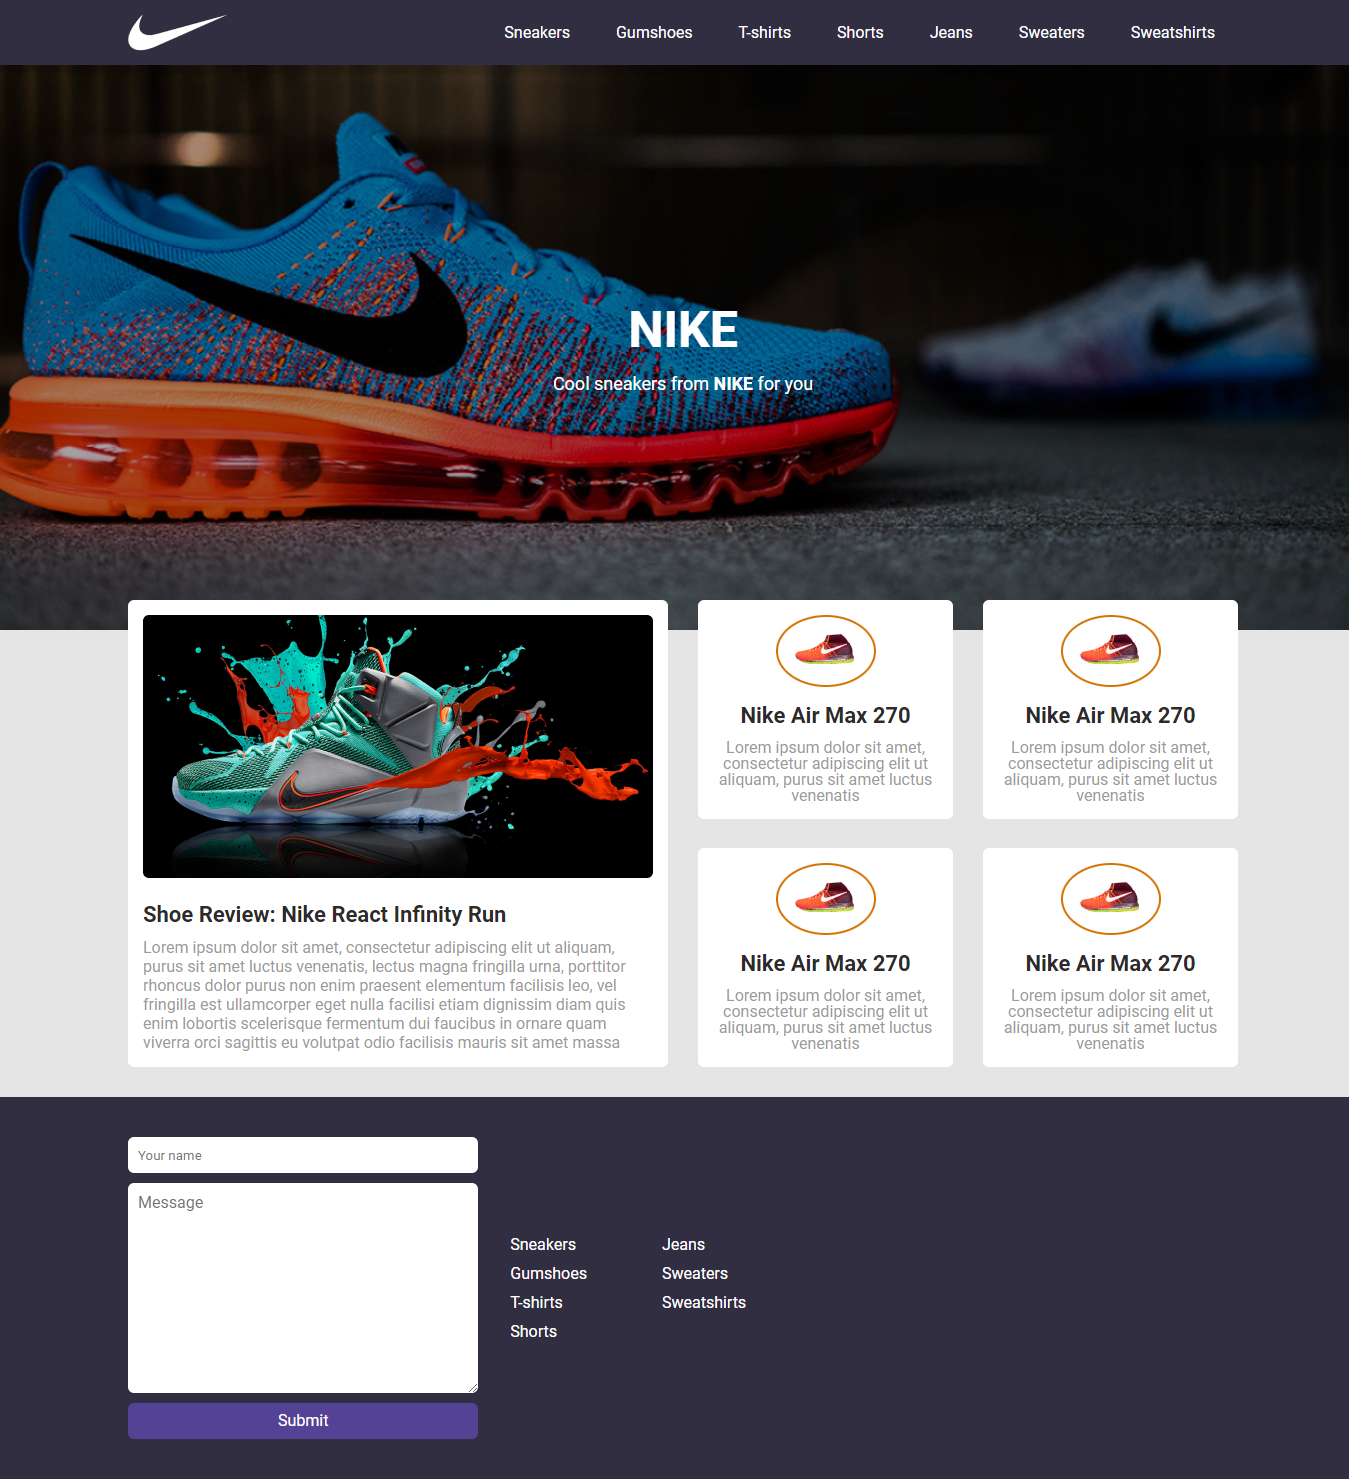 Sneakers Gumshoes T-shirts Shorts Jeans Sweaters Sweatshirts
NIKE
Cool sneakers from NIKE for you
Shoe Review: Nike React Infinity Run
Lorem ipsum dolor sit amet, consectetur adipiscing elit ut aliquam,
purus sit amet luctus venenatis, lectus magna fringilla urna, porttitor
rhoncus dolor purus non enim praesent elementum facilisis leo, vel
fringilla est ullamcorper eget nulla facilisi etiam dignissim diam quis
enim lobortis scelerisque fermentum dui faucibus in ornare quam
viverra orci sagittis eu volutpat odio facilisis mauris sit amet massa
Nike Air Max 270
Lorem ipsum dolor sit amet,
consectetur adipiscing elit ut
aliquam, purus sit amet luctus
venenatis
Nike Air Max 270
Lorem ipsum dolor sit amet,
consectetur adipiscing elit ut
aliquam, purus sit amet luctus
venenatis
Nike Air Max 270
Lorem ipsum dolor sit amet,
consectetur adipiscing elit ut
aliquam, purus sit amet luctus
venenatis
Nike Air Max 270
Lorem ipsum dolor sit amet,
consectetur adipiscing elit ut
aliquam, purus sit amet luctus
venenatis
Your name
Message
Submit
Sneakers
Gumshoes
T-shirts
Shorts
Jeans
Sweaters
Sweatshirts